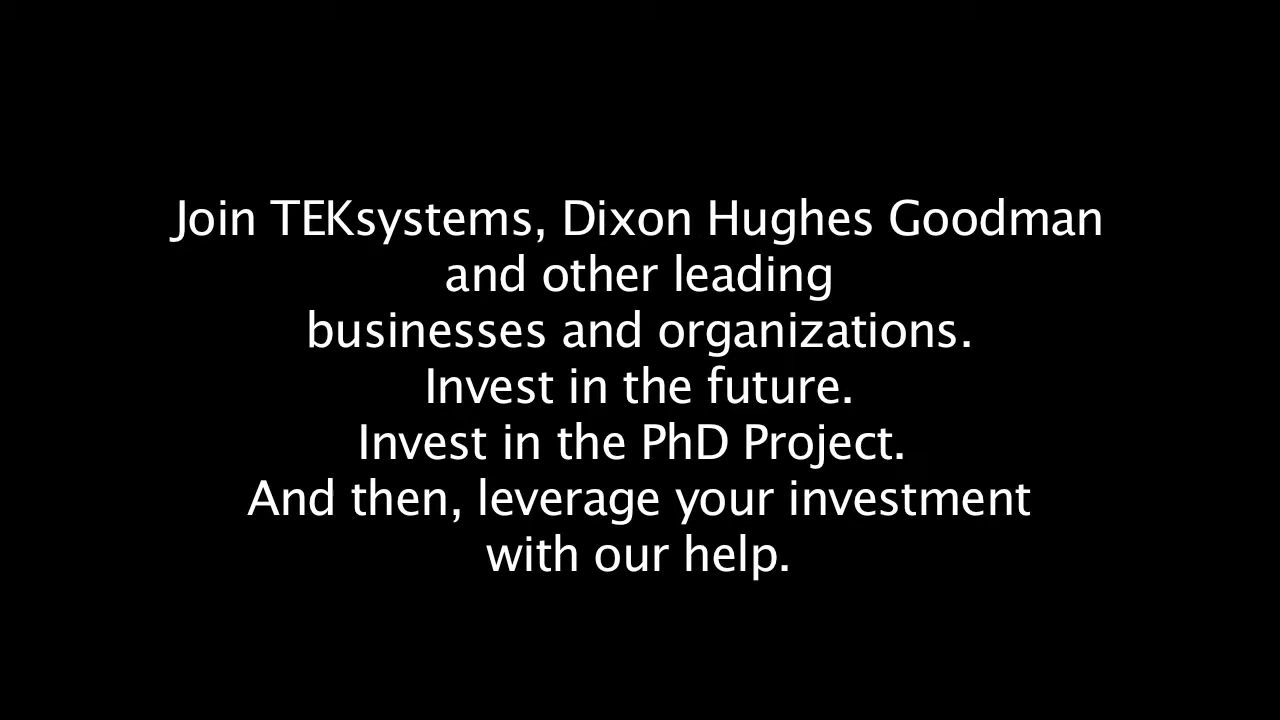 Join TEKsystems, Dixon Hughes Goodman
and other leading
businesses and organizations.
Invest in the future.
Invest in the PhD Project.
And then, leverage your investment
with our help.